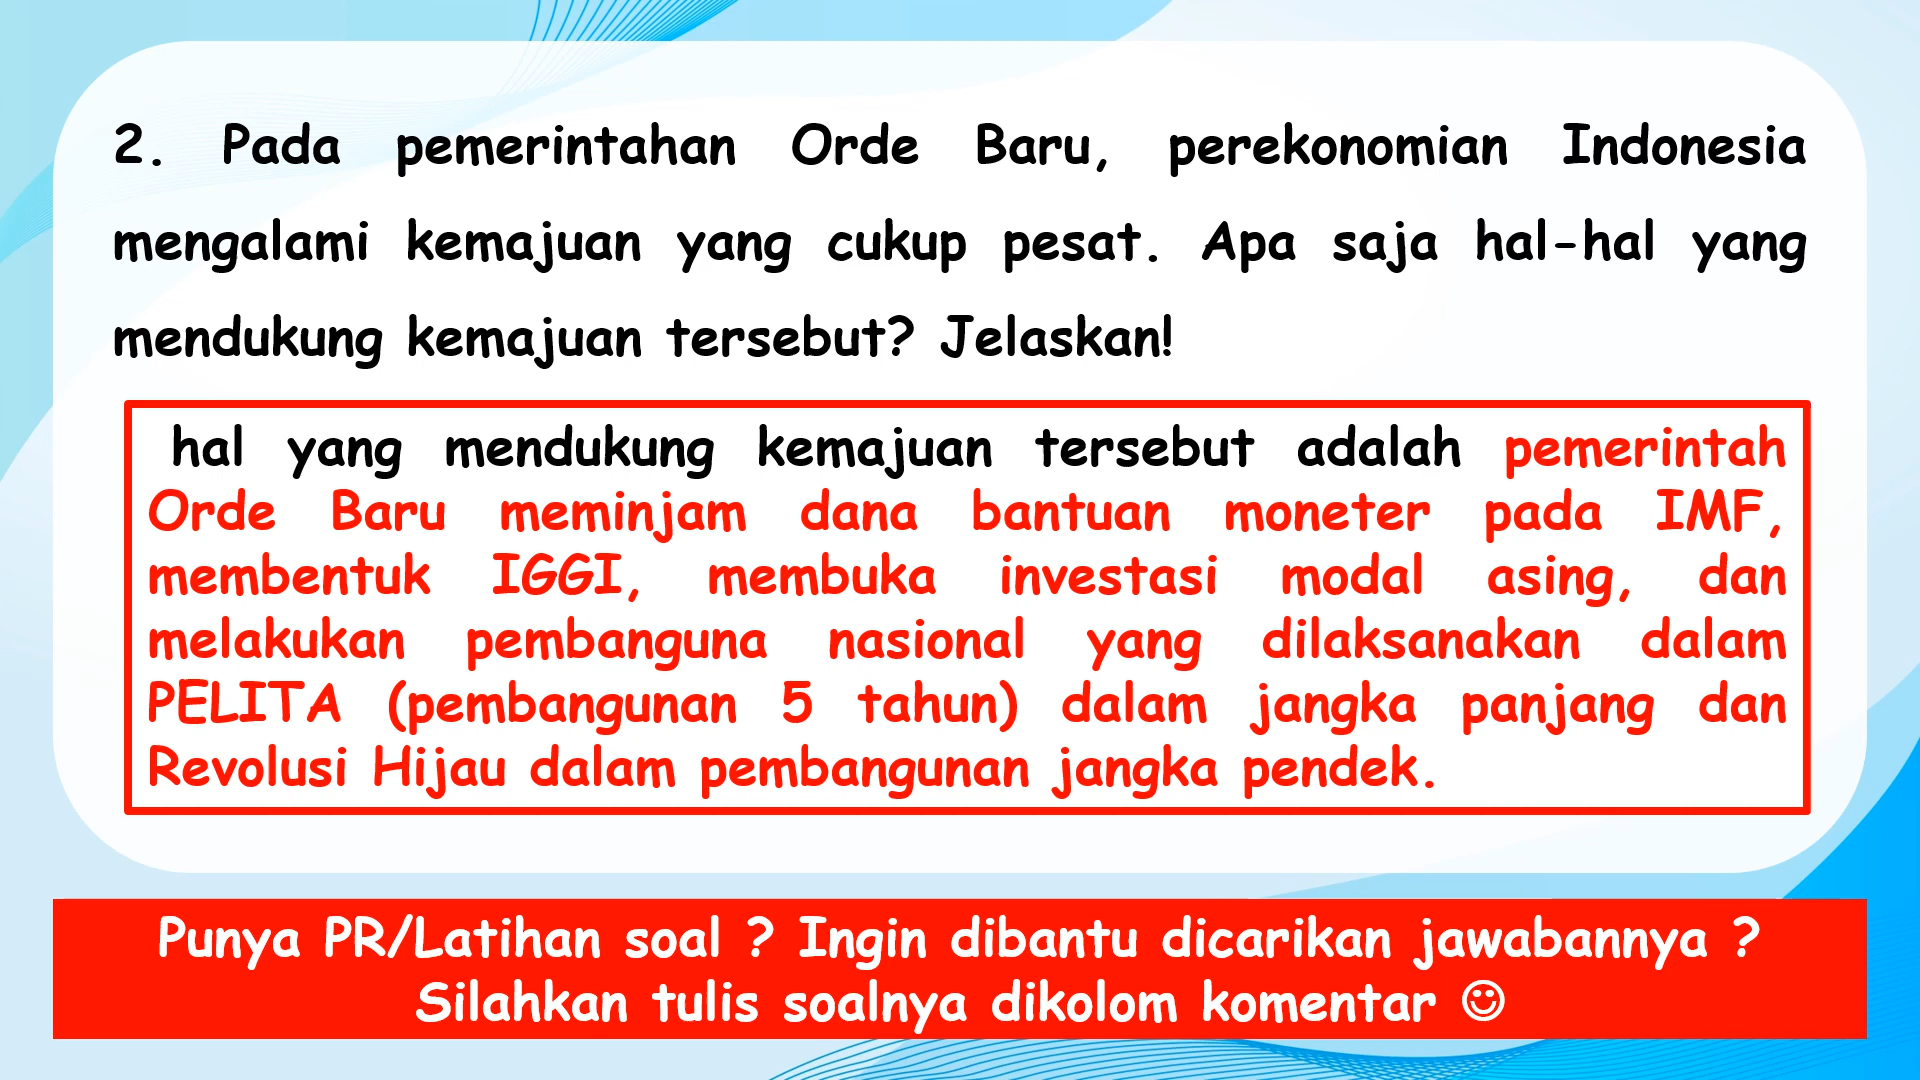 2. Pada pemerintahan Orde Baru, perekonomian Indonesia
mengalami kemajuan yang cukup pesat. Apa saja hal-hal yang
mendukung kemajuan tersebut? Jelaskan!
hal yang mendukung kemajuan tersebut adalah pemerintah
Orde Baru meminjam dana bantuan moneter pada IMF,
membentuk IGGI, membuka investasi modal asing, dan
melakukan pembanguna nasional yang dilaksanakan dalam
PELITA (pembangunan 5 tahun) dalam jangka panjang dan
Revolusi Hijau dalam pembangunan jangka pendek.
Punya PR/Latihan soal ? Ingin dibantu dicarikan jawabannya ?
Silahkan tulis soalnya dikolom komentar ☺